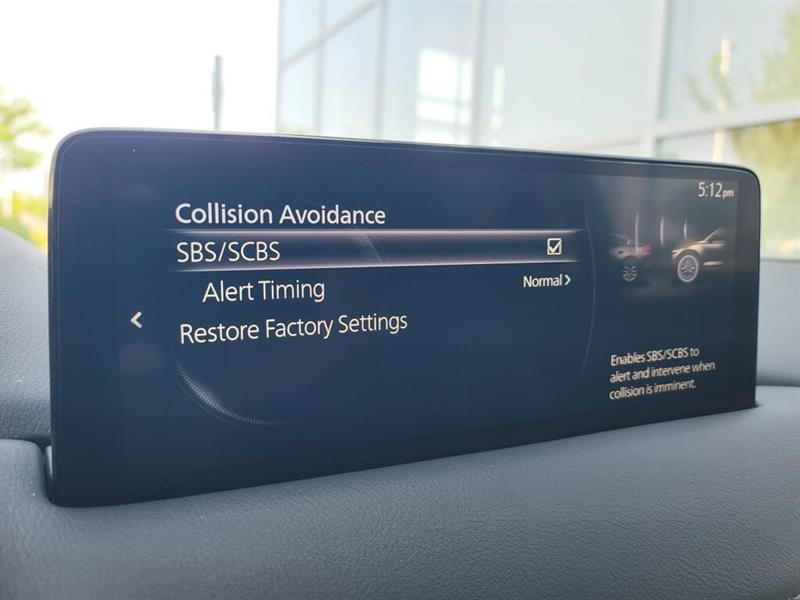 5:12pm
Collision Avoidance
SBS/SCBS
Alert Timing
Normal
Restore Factory Settings
Enables SBS/SCBS to
alert and intervene when
collision is imminent.